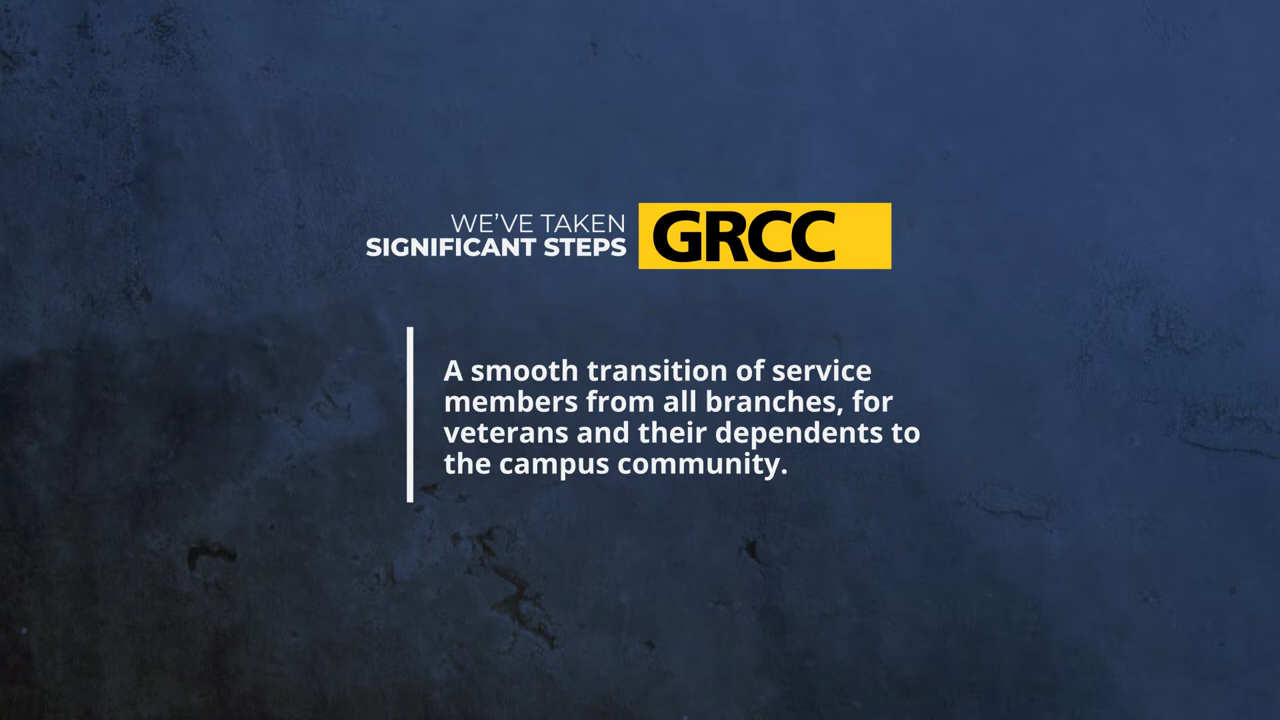 WE'VE TAKEN
SIGNIFICANT STEPS
GRCC
A smooth transition of service
members from all branches, for
veterans and their dependents to
the campus community.